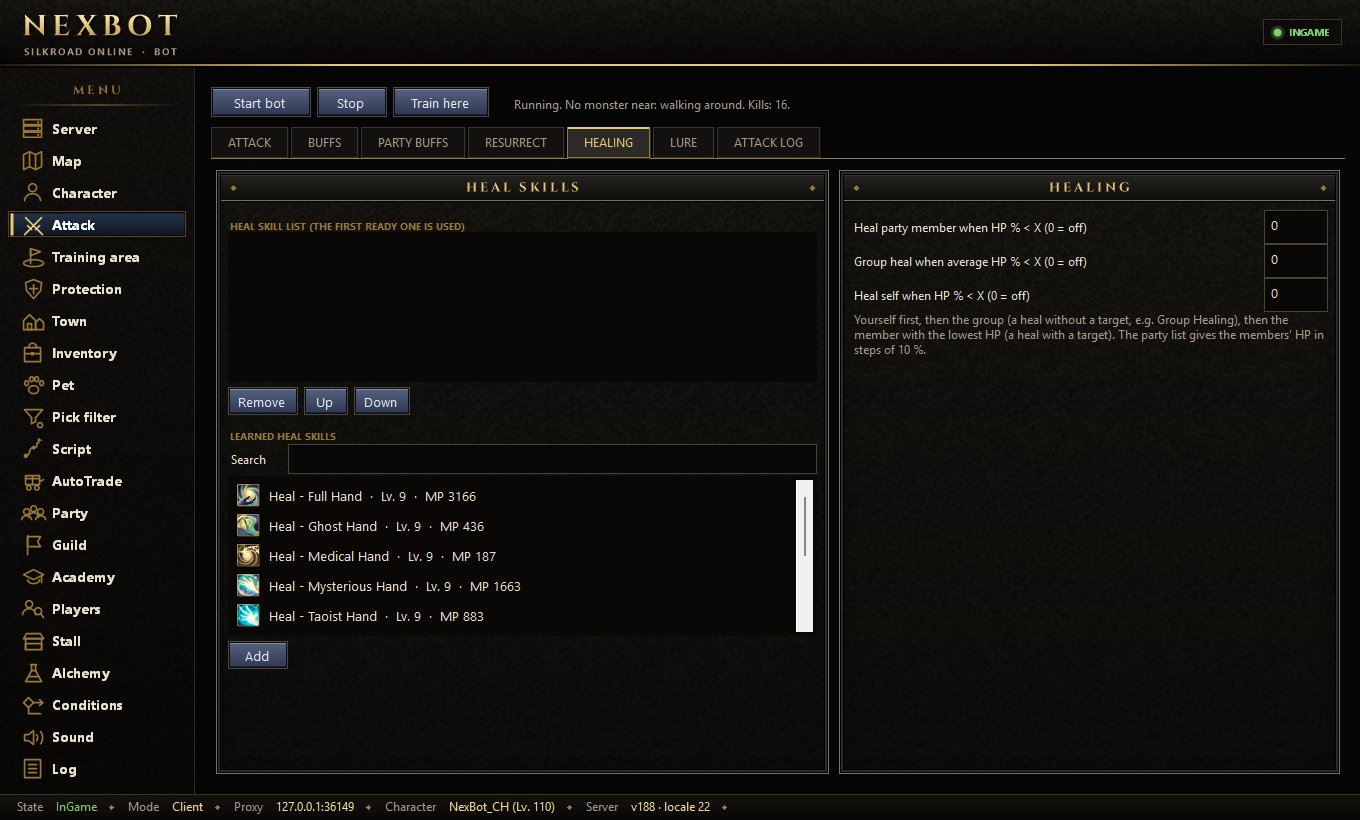 NEXBOT
SILKROAD ONLINE · BOT
INGAME
MENU
Server
Map
Character
Attack
Training area
Protection
Town
Inventory
Pet
Pick filter
Script
AutoTrade
Party
Guild
Academy
Players
Stall
Alchemy
Conditions
Sound
Log
Start bot Stop Train here Running. No monster near: walking around. Kills: 16.
ATTACK BUFFS PARTY BUFFS RESURRECT HEALING LURE ATTACK LOG
HEAL SKILLS
HEAL SKILL LIST (THE FIRST READY ONE IS USED)
Remove Up Down
LEARNED HEAL SKILLS
Search
Heal - Full Hand · Lv. 9 · MP 3166
Heal - Ghost Hand · Lv. 9 · MP 436
Heal - Medical Hand · Lv. 9 · MP 187
Heal - Mysterious Hand · Lv. 9 · MP 1663
Heal - Taoist Hand · Lv. 9 · MP 883
Add
HEALING
Heal party member when HP % < X (0 = off) 0
Group heal when average HP % < X (0 = off) 0
Heal self when HP % < X (0 = off) 0
Yourself first, then the group (a heal without a target, e.g. Group Healing), then the
member with the lowest HP (a heal with a target). The party list gives the members' HP in
steps of 10 %.
State InGame Mode Client Proxy 127.0.0.1:36149 Character NexBot_CH (Lv. 110) Server v188 · locale 22